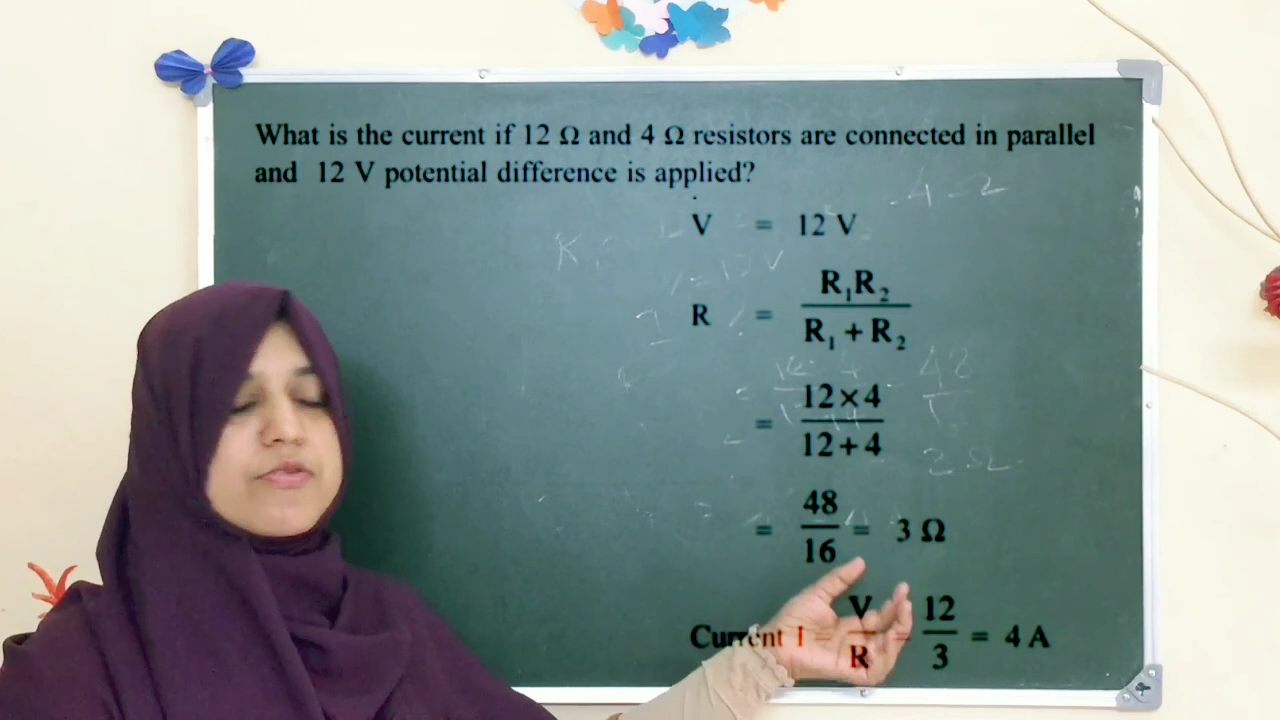 What is the current if 12 Ω and 4 Ω resistors are connected in parallel
and 12 V potential difference is applied?
V = 12 V
R = R₁R₂ / R₁ + R₂
= 12 × 4 / 12 + 4
= 48 / 16 = 3 Ω
Current I = V / R = 12 / 3 = 4 A